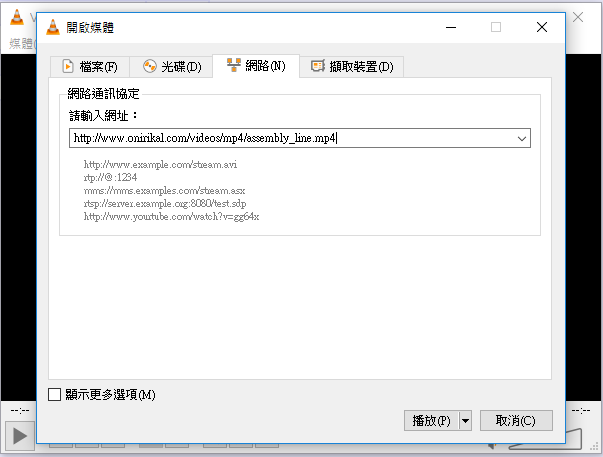 V
開啟媒體
媒體(
檔案(F)
光碟(D)
網路(N)
擷取裝置(D)
網路通訊協定
請輸入網址：
http://www.onirikal.com/videos/mp4/assembly_line.mp4
http://www.example.com/stream.avi
rtp://@:1234
mms://mms.examples.com/stream.asx
rtsp://server.example.org:8080/test.sdp
http://www.yourtube.com/watch?v=gg64x
顯示更多選項(M)
--:--
--:--
播放(P)
取消(C)